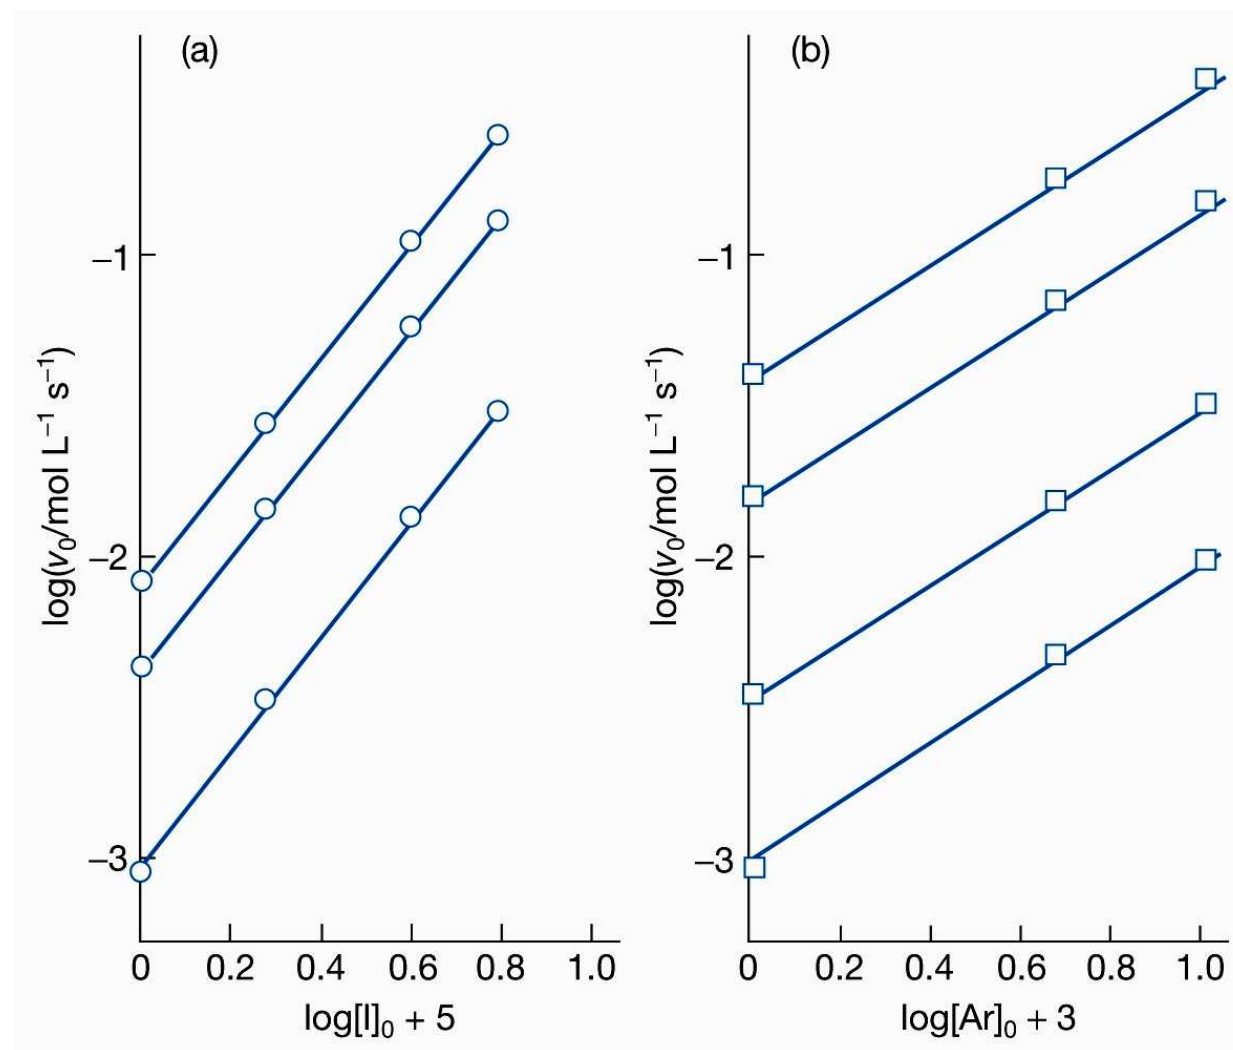 (a)
log(v₀/mol L⁻¹ s⁻¹)
–1
–2
–3
0 0.2 0.4 0.6 0.8 1.0
log[I]₀ + 5
(b)
log(v₀/mol L⁻¹ s⁻¹)
–1
–2
–3
0 0.2 0.4 0.6 0.8 1.0
log[Ar]₀ + 3